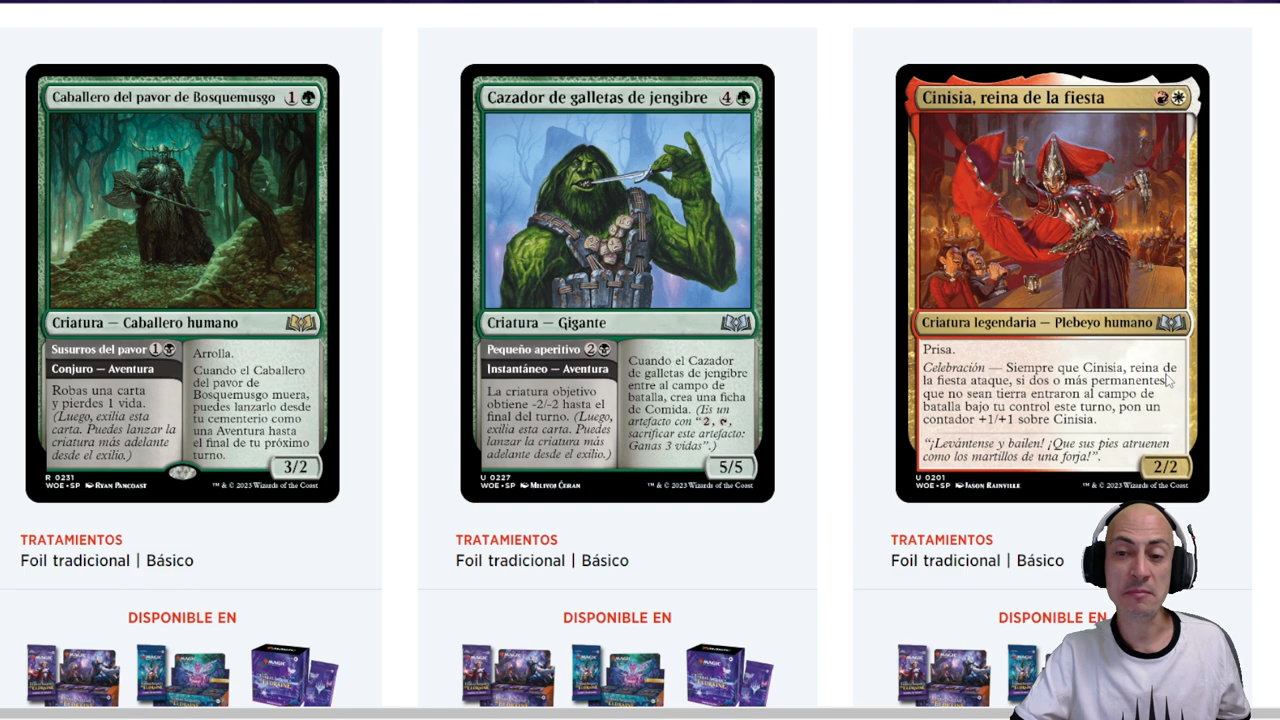 Caballero del pavor de Bosquemusgo 1
Criatura — Caballero humano
Susurros del pavor 1
Conjuro — Aventura
Robas una carta
y pierdes 1 vida.
(Luego, exilia esta
carta. Puedes lanzar la
criatura más adelante
desde el exilio.)
Arrolla.
Cuando el Caballero
del pavor de
Bosquemusgo muera,
puedes lanzarlo desde
tu cementerio como
una Aventura hasta
el final de tu próximo
turno.
3/2
R 0231
WOE • SP Ryan Pancoast
™ & © 2023 Wizards of the Coast
TRATAMIENTOS
Foil tradicional | Básico
DISPONIBLE EN
Cazador de galletas de jengibre 4
Criatura — Gigante
Pequeño aperitivo 2
Instantáneo — Aventura
La criatura objetivo
obtiene -2/-2 hasta el
final del turno. (Luego,
exilia esta carta. Puedes
lanzar la criatura más
adelante desde el exilio.)
Cuando el Cazador
de galletas de jengibre
entre al campo de
batalla, crea una ficha
de Comida. (Es un
artefacto con “2, ,
sacrificar este artefacto:
Ganas 3 vidas”.)
5/5
U 0227
WOE • SP Milivoj Ćeran
™ & © 2023 Wizards of the Coast
TRATAMIENTOS
Foil tradicional | Básico
DISPONIBLE EN
Cinisia, reina de la fiesta
Criatura legendaria — Plebeyo humano
Prisa.
Celebración — Siempre que Cinisia, reina de
la fiesta ataque, si dos o más permanentes
que no sean tierra entraron al campo de
batalla bajo tu control este turno, pon un
contador +1/+1 sobre Cinisia.
“¡Levántense y bailen! ¡Que sus pies atruenen
como los martillos de una forja!”.
2/2
U 0201
WOE • SP Jason Rainville
™ & © 2023 Wizards of the Coast
TRATAMIENTOS
Foil tradicional | Básico
DISPONIBLE EN